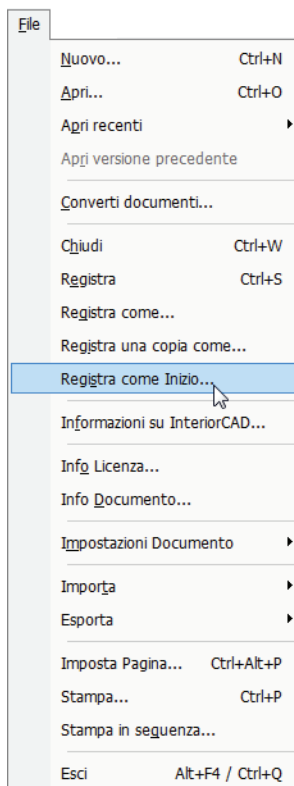 File
Nuovo... Ctrl+N
Apri... Ctrl+O
Apri recenti
Apri versione precedente
Converti documenti...
Chiudi Ctrl+W
Registra Ctrl+S
Registra come...
Registra una copia come...
Registra come Inizio...
Informazioni su InteriorCAD...
Info Licenza...
Info Documento...
Impostazioni Documento
Importa
Esporta
Imposta Pagina... Ctrl+Alt+P
Stampa... Ctrl+P
Stampa in sequenza...
Esci Alt+F4 / Ctrl+Q